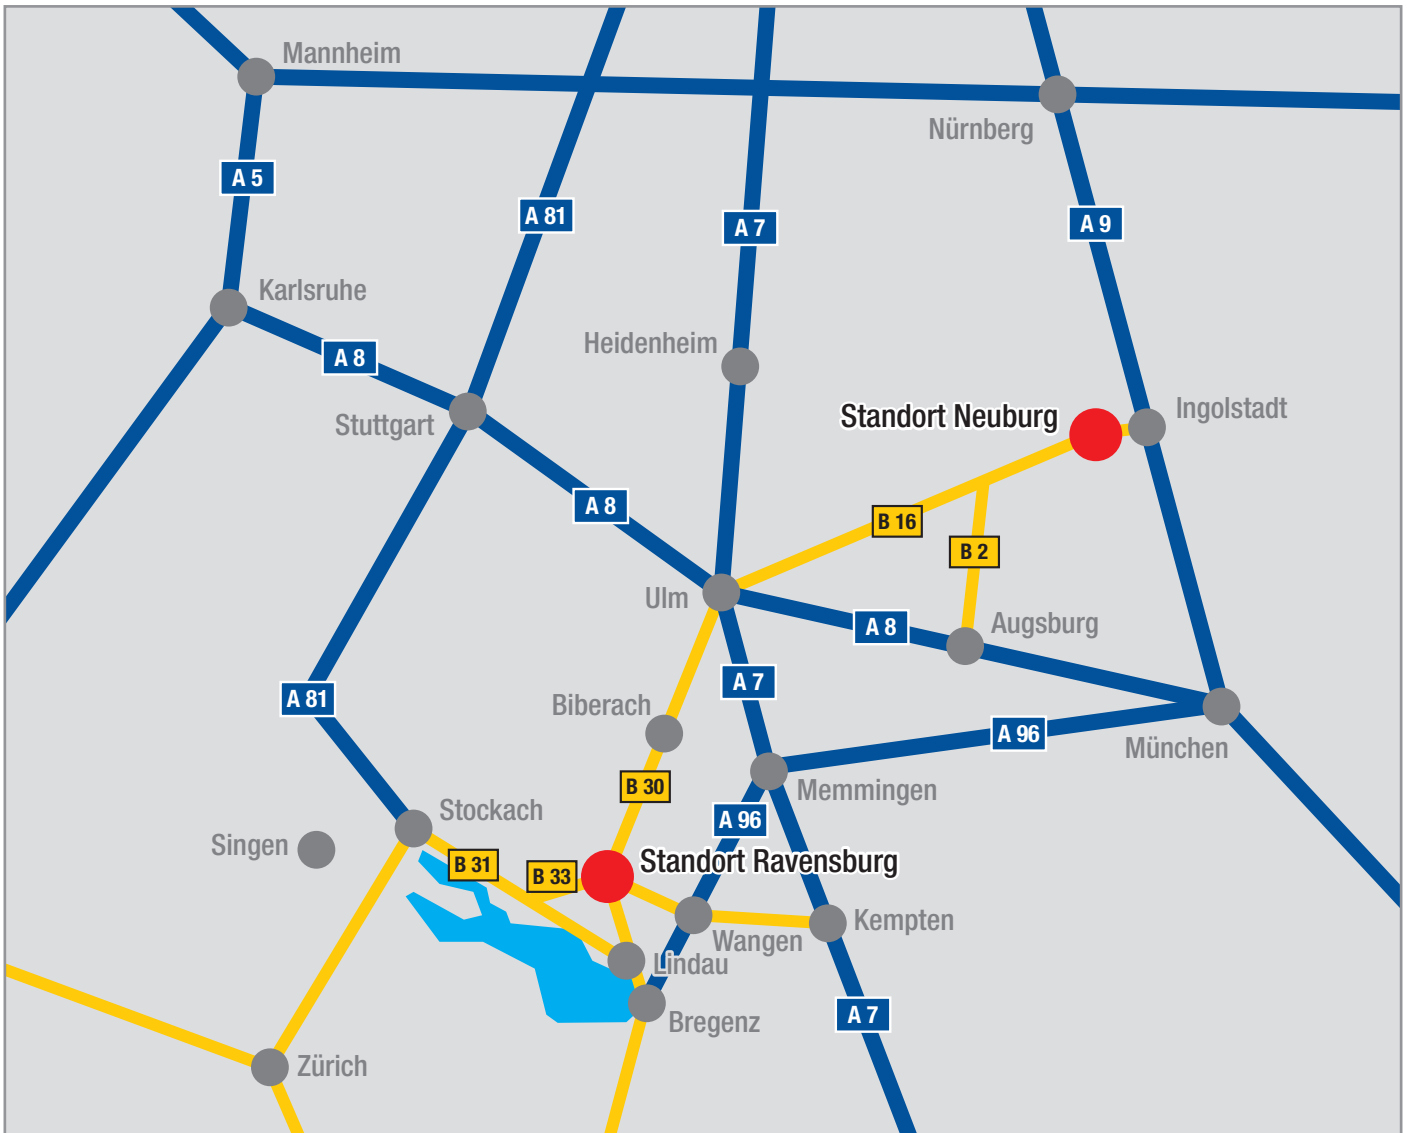 Mannheim
Nürnberg
A 5
A 81
A 7
A 9
Karlsruhe
A 8
Heidenheim
Stuttgart
Standort Neuburg
Ingolstadt
A 8
B 16
B 2
Ulm
A 8
Augsburg
A 7
A 81
Biberach
A 96
München
B 30
Memmingen
Stockach
A 96
Singen
B 31
B 33
Standort Ravensburg
Kempten
Wangen
Lindau
A 7
Bregenz
Zürich